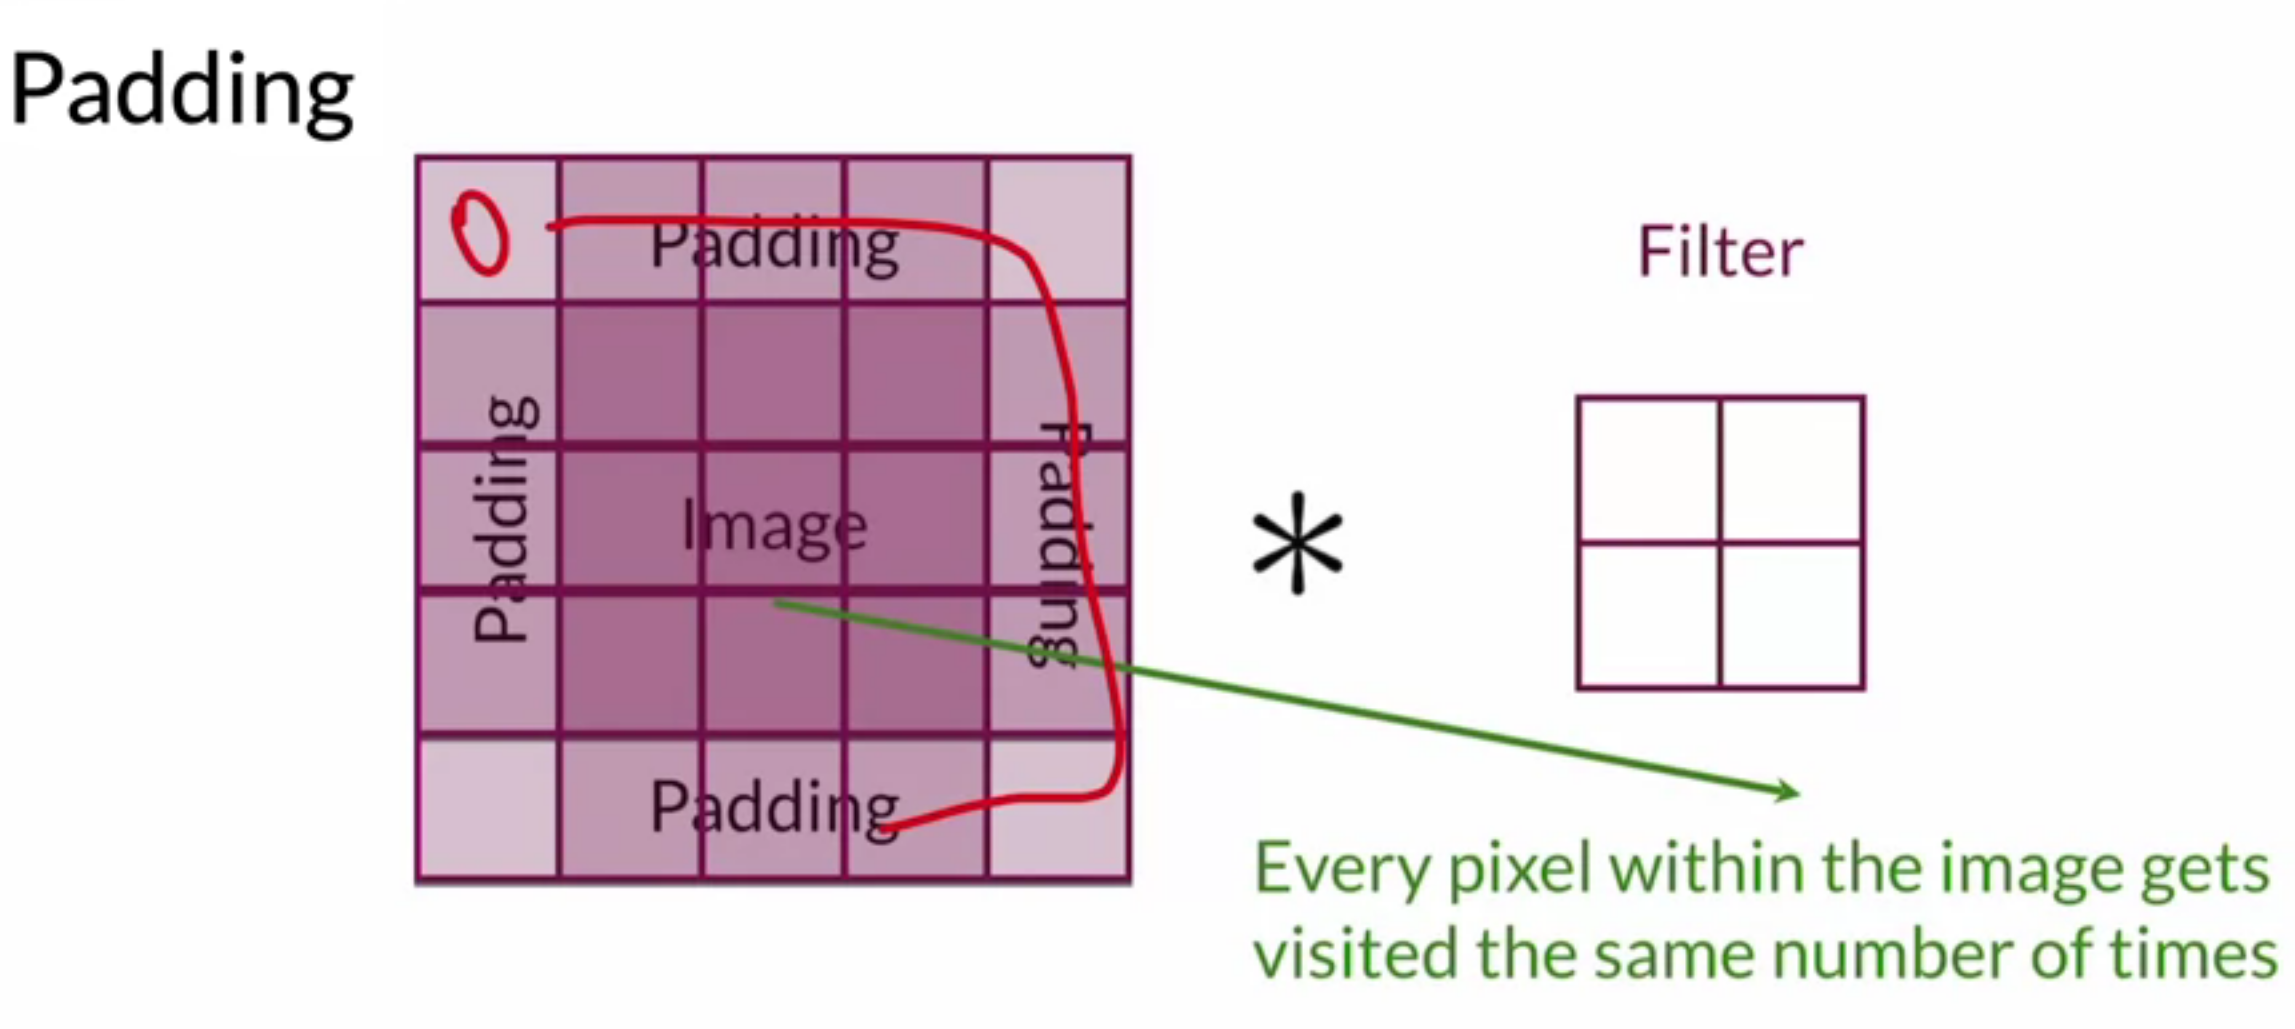 Padding
0
Padding
Filter
Padding
Image
Padding
*
Padding
Every pixel within the image gets
visited the same number of times